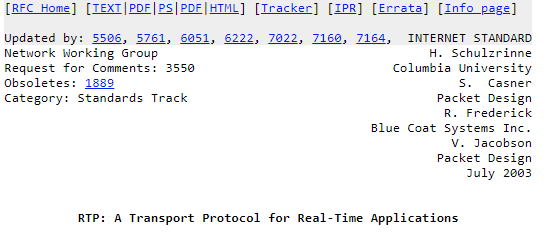 [RFC Home] [TEXT|PDF|PS|PDF|HTML] [Tracker] [IPR] [Errata] [Info page]
Updated by: 5506, 5761, 6051, 6222, 7022, 7160, 7164, INTERNET STANDARD
Network Working Group H. Schulzrinne
Request for Comments: 3550 Columbia University
Obsoletes: 1889 S. Casner
Category: Standards Track Packet Design
R. Frederick
Blue Coat Systems Inc.
V. Jacobson
Packet Design
July 2003
RTP: A Transport Protocol for Real-Time Applications